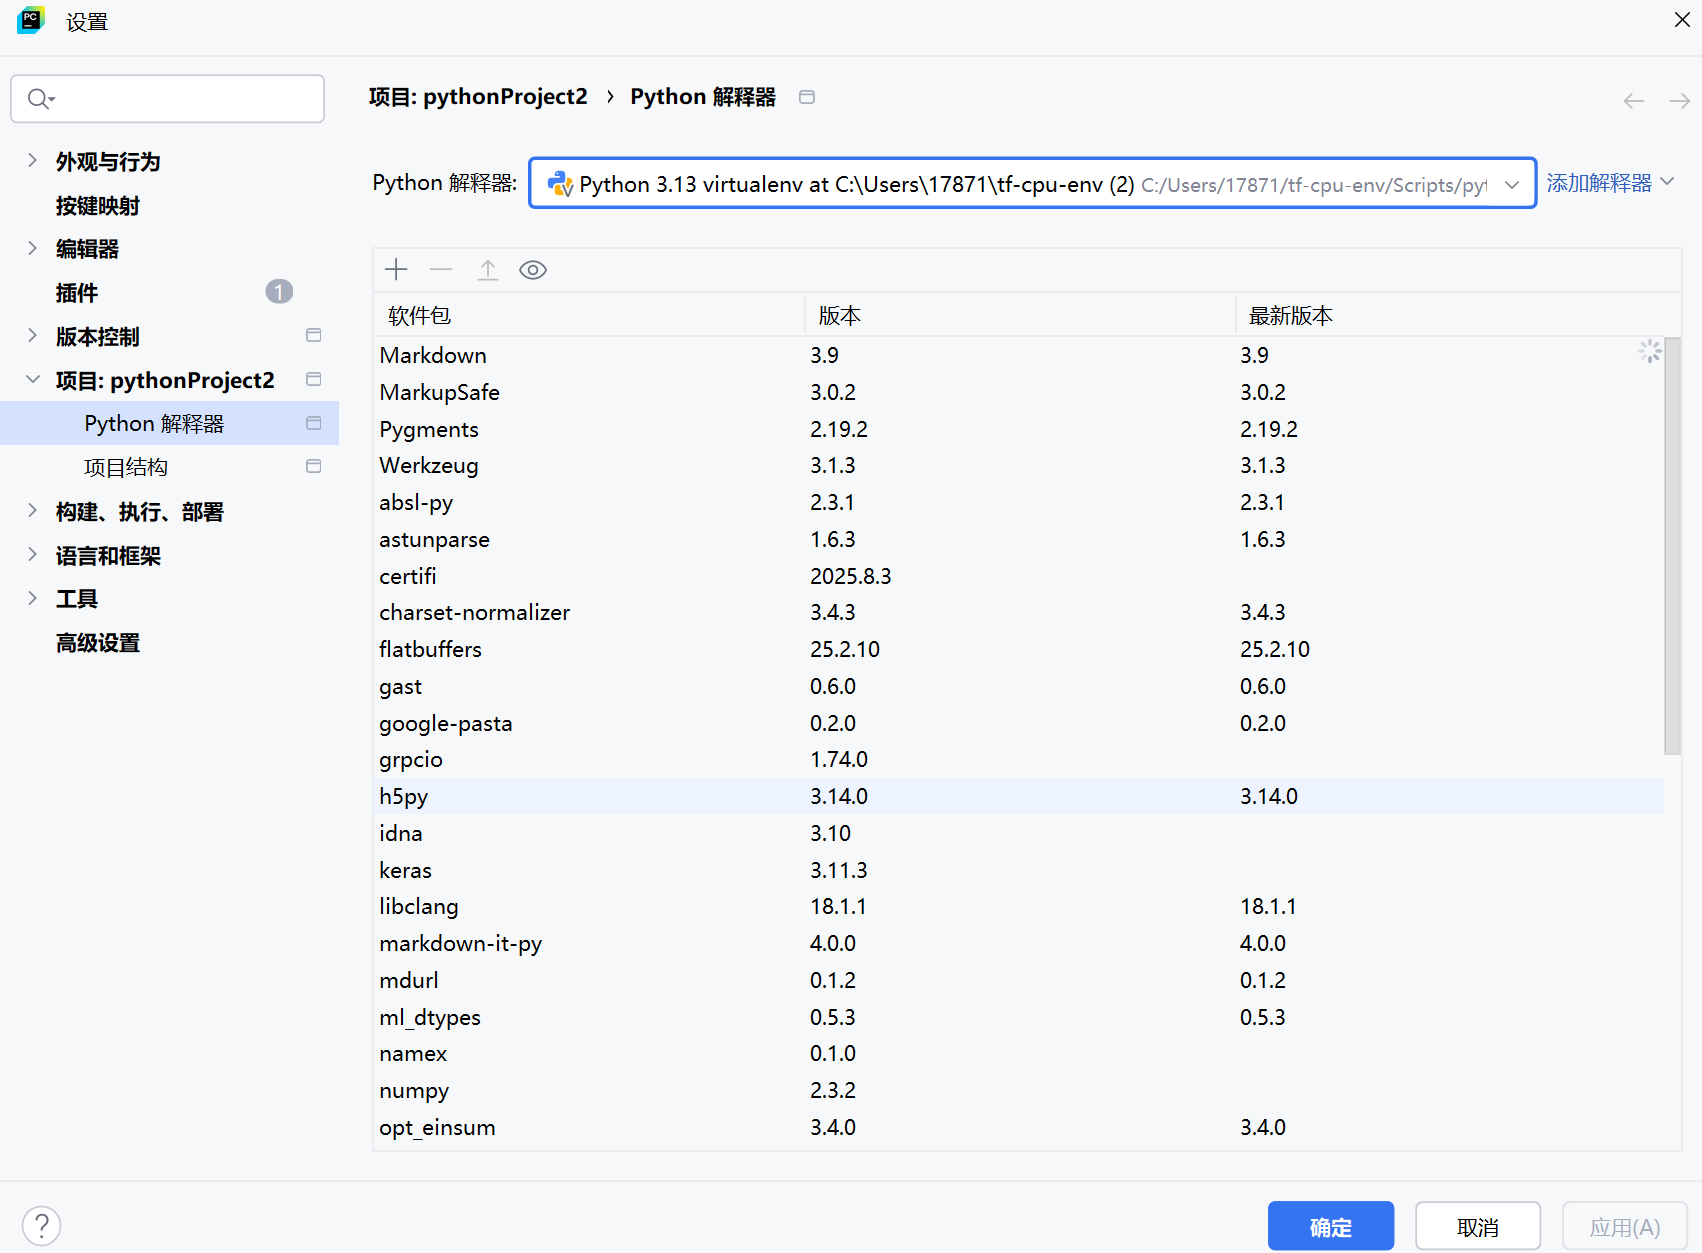 PC
设置
项目: pythonProject2 › Python 解释器
外观与行为
按键映射
编辑器
插件 1
版本控制
项目: pythonProject2
Python 解释器
项目结构
构建、执行、部署
语言和框架
工具
高级设置
Python 解释器: Python 3.13 virtualenv at C:\Users\17871\tf-cpu-env (2) C:/Users/17871/tf-cpu-env/Scripts/pyt 添加解释器
软件包 版本 最新版本
Markdown 3.9 3.9
MarkupSafe 3.0.2 3.0.2
Pygments 2.19.2 2.19.2
Werkzeug 3.1.3 3.1.3
absl-py 2.3.1 2.3.1
astunparse 1.6.3 1.6.3
certifi 2025.8.3
charset-normalizer 3.4.3 3.4.3
flatbuffers 25.2.10 25.2.10
gast 0.6.0 0.6.0
google-pasta 0.2.0 0.2.0
grpcio 1.74.0
h5py 3.14.0 3.14.0
idna 3.10
keras 3.11.3
libclang 18.1.1 18.1.1
markdown-it-py 4.0.0 4.0.0
mdurl 0.1.2 0.1.2
ml_dtypes 0.5.3 0.5.3
namex 0.1.0
numpy 2.3.2
opt_einsum 3.4.0 3.4.0
? 确定 取消 应用(A)